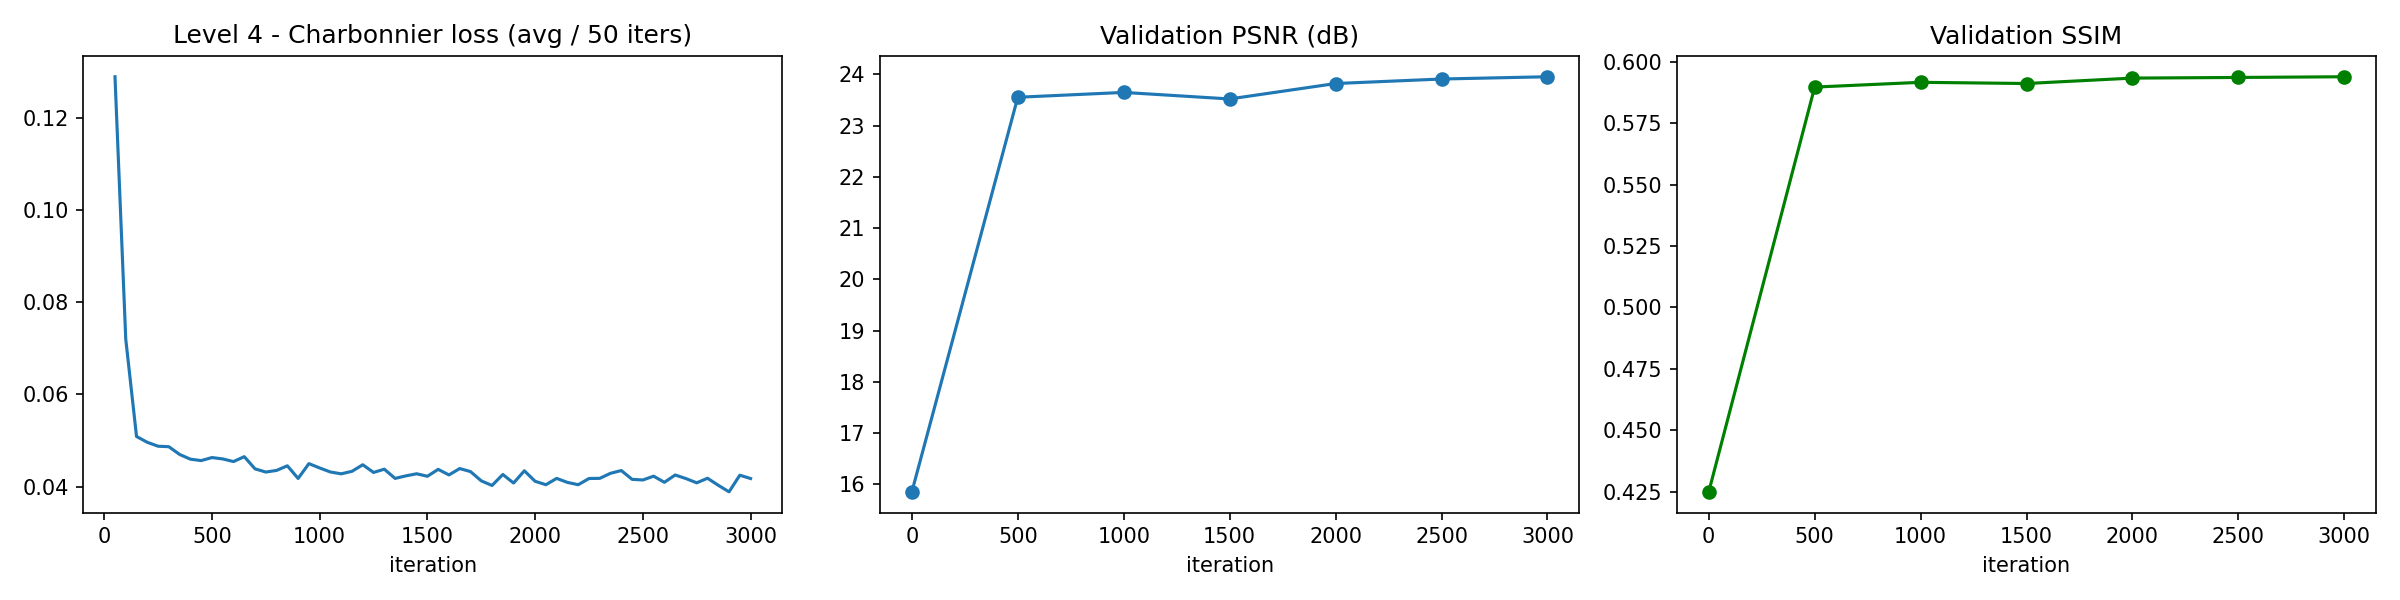 Level 4 - Charbonnier loss (avg / 50 iters)
0.12
0.10
0.08
0.06
0.04
0 500 1000 1500 2000 2500 3000
iteration
Validation PSNR (dB)
24
23
22
21
20
19
18
17
16
0 500 1000 1500 2000 2500 3000
iteration
Validation SSIM
0.600
0.575
0.550
0.525
0.500
0.475
0.450
0.425
0 500 1000 1500 2000 2500 3000
iteration